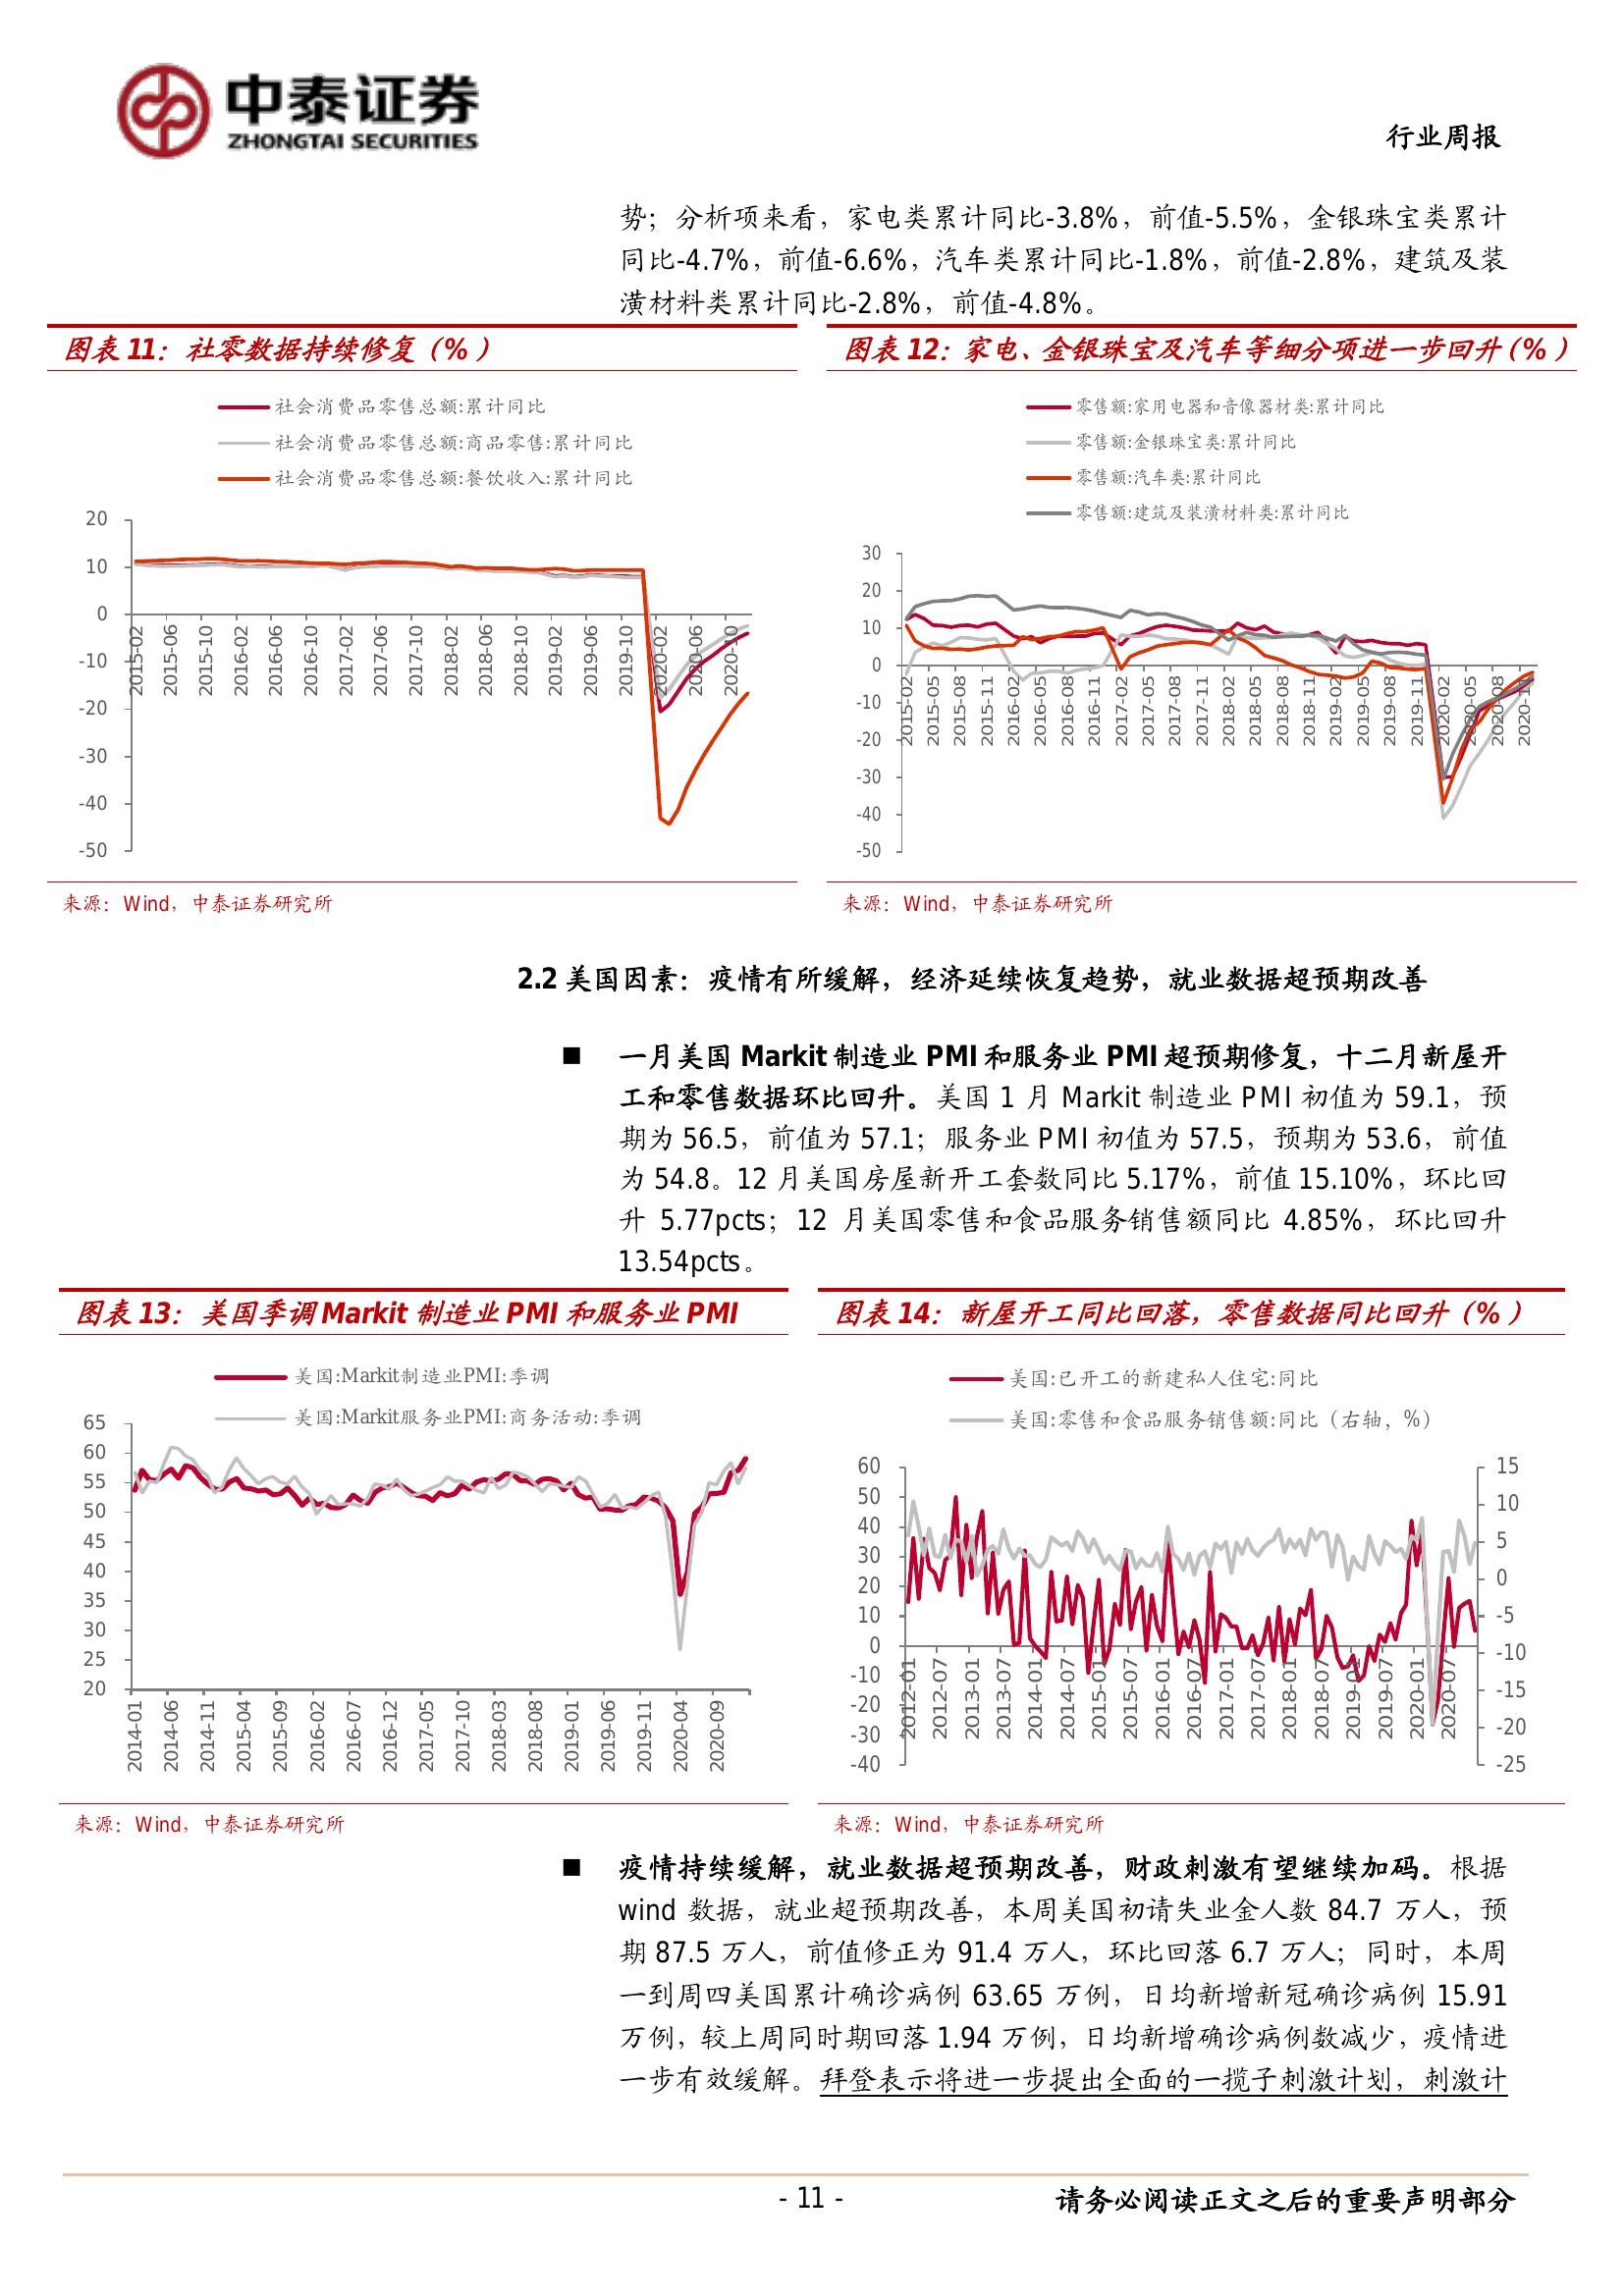 中泰证券
ZHONGTAI SECURITIES
行业周报
势；分析项来看，家电类累计同比-3.8%，前值-5.5%，金银珠宝类累计
同比-4.7%，前值-6.6%，汽车类累计同比-1.8%，前值-2.8%，建筑及装
潢材料类累计同比-2.8%，前值-4.8%。
图表 11：社零数据持续修复（%）
社会消费品零售总额:累计同比
社会消费品零售总额:商品零售:累计同比
社会消费品零售总额:餐饮收入:累计同比
20
10
0
-10
-20
-30
-40
-50
2015-02 2015-06 2015-10 2016-02 2016-06 2016-10 2017-02 2017-06 2017-10 2018-02 2018-06 2018-10 2019-02 2019-06 2019-10 2020-02 2020-06 2020-10
来源：Wind，中泰证券研究所
图表 12：家电、金银珠宝及汽车等细分项进一步回升（%）
零售额:家用电器和音像器材类:累计同比
零售额:金银珠宝类:累计同比
零售额:汽车类:累计同比
零售额:建筑及装潢材料类:累计同比
30
20
10
0
-10
-20
-30
-40
-50
2015-02 2015-05 2015-08 2015-11 2016-02 2016-05 2016-08 2016-11 2017-02 2017-05 2017-08 2017-11 2018-02 2018-05 2018-08 2018-11 2019-02 2019-05 2019-08 2019-11 2020-02 2020-05 2020-08 2020-11
来源：Wind，中泰证券研究所
2.2 美国因素：疫情有所缓解，经济延续恢复趋势，就业数据超预期改善
■ 一月美国 Markit 制造业 PMI 和服务业 PMI 超预期修复，十二月新屋开
工和零售数据环比回升。美国 1 月 Markit 制造业 PMI 初值为 59.1，预
期为 56.5，前值为 57.1；服务业 PMI 初值为 57.5，预期为 53.6，前值
为 54.8。12 月美国房屋新开工套数同比 5.17%，前值 15.10%，环比回
升 5.77pcts；12 月美国零售和食品服务销售额同比 4.85%，环比回升
13.54pcts。
图表 13：美国季调 Markit 制造业 PMI 和服务业 PMI
美国:Markit制造业PMI:季调
美国:Markit服务业PMI:商务活动:季调
65
60
55
50
45
40
35
30
25
20
2014-01 2014-06 2014-11 2015-04 2015-09 2016-02 2016-07 2016-12 2017-05 2017-10 2018-03 2018-08 2019-01 2019-06 2019-11 2020-04 2020-09
来源：Wind，中泰证券研究所
图表 14：新屋开工同比回落，零售数据同比回升（%）
美国:已开工的新建私人住宅:同比
美国:零售和食品服务销售额:同比（右轴，%）
60
50
40
30
20
10
0
-10
-20
-30
-40
15
10
5
0
-5
-10
-15
-20
-25
2012-01 2012-07 2013-01 2013-07 2014-01 2014-07 2015-01 2015-07 2016-01 2016-07 2017-01 2017-07 2018-01 2018-07 2019-01 2019-07 2020-01 2020-07
来源：Wind，中泰证券研究所
■ 疫情持续缓解，就业数据超预期改善，财政刺激有望继续加码。根据
wind 数据，就业超预期改善，本周美国初请失业金人数 84.7 万人，预
期 87.5 万人，前值修正为 91.4 万人，环比回落 6.7 万人；同时，本周
一到周四美国累计确诊病例 63.65 万例，日均新增新冠确诊病例 15.91
万例，较上周同时期回落 1.94 万例，日均新增确诊病例数减少，疫情进
一步有效缓解。拜登表示将进一步提出全面的一揽子刺激计划，刺激计
- 11 -
请务必阅读正文之后的重要声明部分